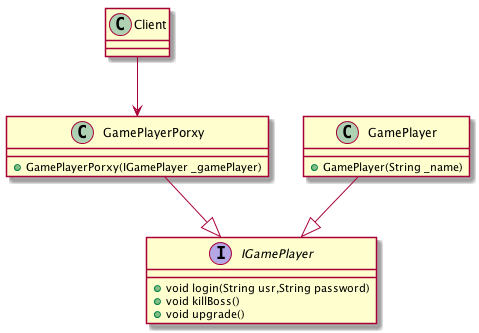 C Client
C GamePlayerPorxy
GamePlayerPorxy(IGamePlayer _gamePlayer)
C GamePlayer
GamePlayer(String _name)
I IGamePlayer
void login(String usr,String password)
void killBoss()
void upgrade()